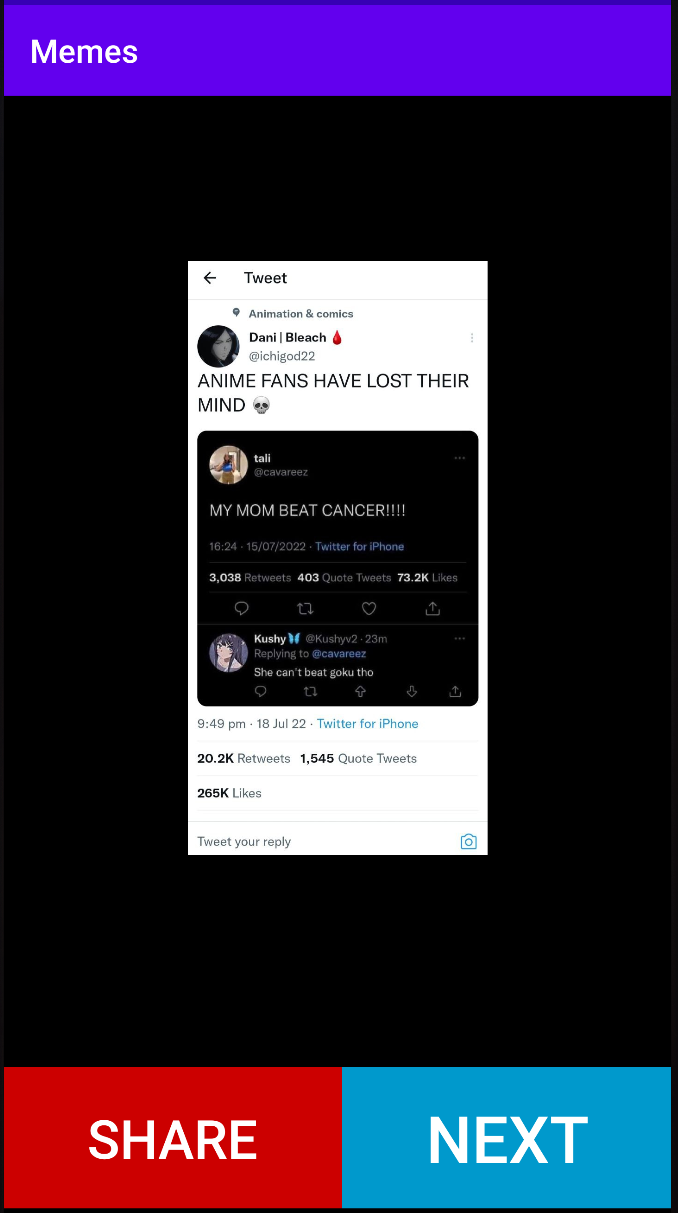 Memes
Tweet
Animation & comics
Dani | Bleach 🩸
@ichigod22
ANIME FANS HAVE LOST THEIR
MIND 💀
tali
@cavareez
MY MOM BEAT CANCER!!!!
16:24 · 15/07/2022 · Twitter for iPhone
3,038 Retweets 403 Quote Tweets 73.2K Likes
Kushy🦋 @Kushyv2 · 23m
Replying to @cavareez
She can't beat goku tho
9:49 pm · 18 Jul 22 · Twitter for iPhone
20.2K Retweets 1,545 Quote Tweets
265K Likes
Tweet your reply
SHARE NEXT